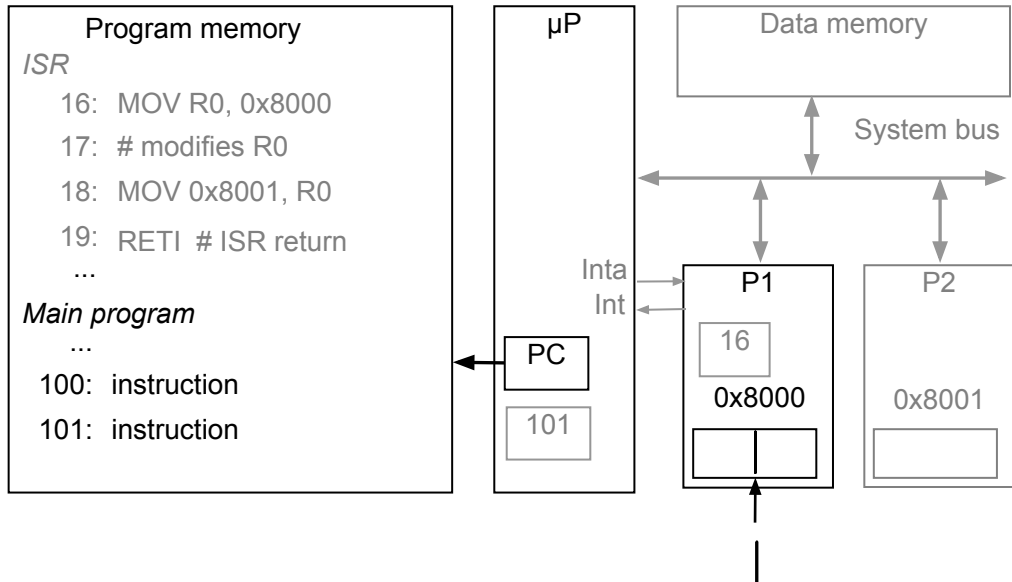 Program memory
ISR
16: MOV R0, 0x8000
17: # modifies R0
18: MOV 0x8001, R0
19: RETI # ISR return
...
Main program
...
100: instruction
101: instruction
µP
PC
101
Data memory
System bus
Inta
Int
P1
16
0x8000
P2
0x8001